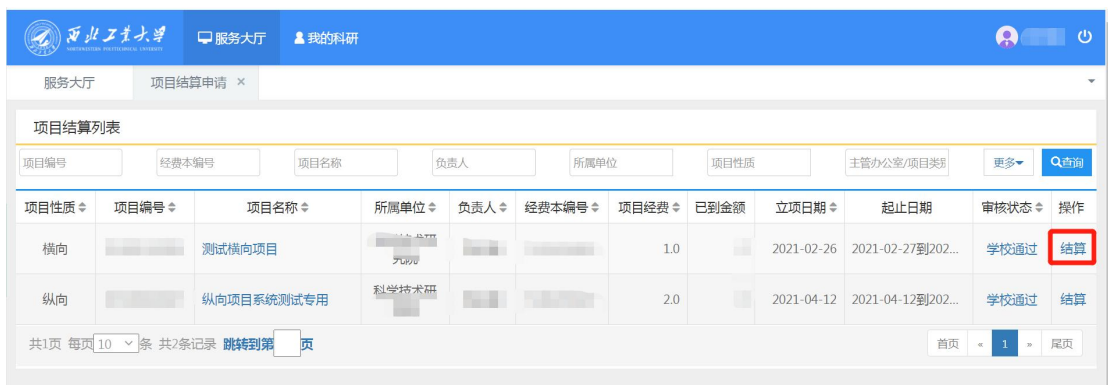 西北工业大学 服务大厅 我的科研
NORTHWESTERN POLYTECHNICAL UNIVERSITY
服务大厅 项目结算申请 ×
项目结算列表
项目编号 经费本编号 项目名称 负责人 所属单位 项目性质 主管办公室/项目类别 更多 查询
项目性质 项目编号 项目名称 所属单位 负责人 经费本编号 项目经费 已到金额 立项日期 起止日期 审核状态 操作
横向 测试横向项目 1.0 2021-02-26 2021-02-27到202... 学校通过 结算
究院
纵向 纵向项目系统测试专用 科学技术研 2.0 2021-04-12 2021-04-12到202... 学校通过 结算
共1页 每页 10 条 共2条记录 跳转到第 页 首页 « 1 » 尾页